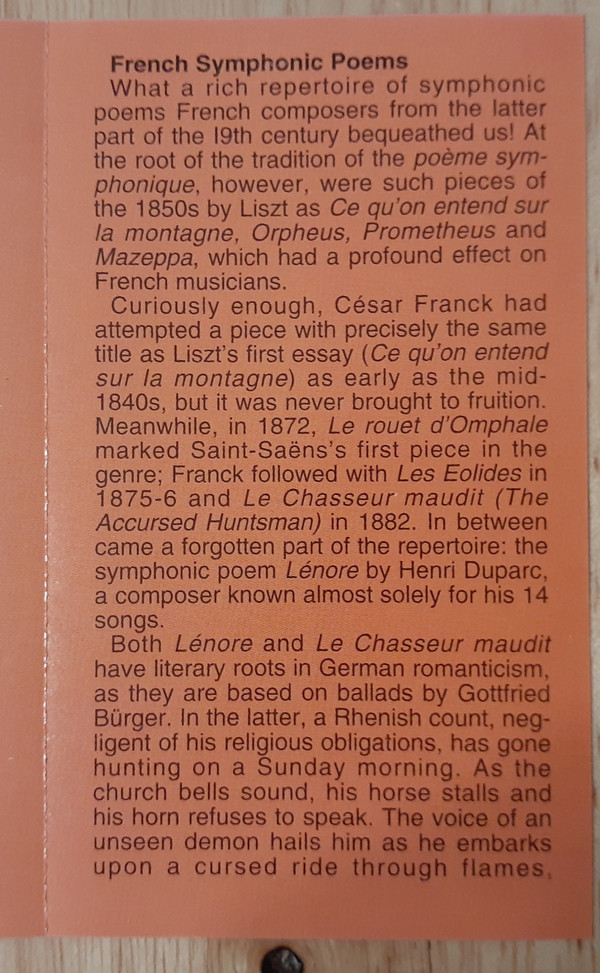 French Symphonic Poems
What a rich repertoire of symphonic
poems French composers from the latter
part of the l9th century bequeathed us! At
the root of the tradition of the poème sym-
phonique, however, were such pieces of
the 1850s by Liszt as Ce qu'on entend sur
la montagne, Orpheus, Prometheus and
Mazeppa, which had a profound effect on
French musicians.
Curiously enough, César Franck had
attempted a piece with precisely the same
title as Liszt's first essay (Ce qu'on entend
sur la montagne) as early as the mid-
1840s, but it was never brought to fruition.
Meanwhile, in 1872, Le rouet d'Omphale
marked Saint-Saëns's first piece in the
genre; Franck followed with Les Eolides in
1875-6 and Le Chasseur maudit (The
Accursed Huntsman) in 1882. In between
came a forgotten part of the repertoire: the
symphonic poem Lénore by Henri Duparc,
a composer known almost solely for his 14
songs.
Both Lénore and Le Chasseur maudit
have literary roots in German romanticism,
as they are based on ballads by Gottfried
Bürger. In the latter, a Rhenish count, neg-
ligent of his religious obligations, has gone
hunting on a Sunday morning. As the
church bells sound, his horse stalls and
his horn refuses to speak. The voice of an
unseen demon hails him as he embarks
upon a cursed ride through flames,